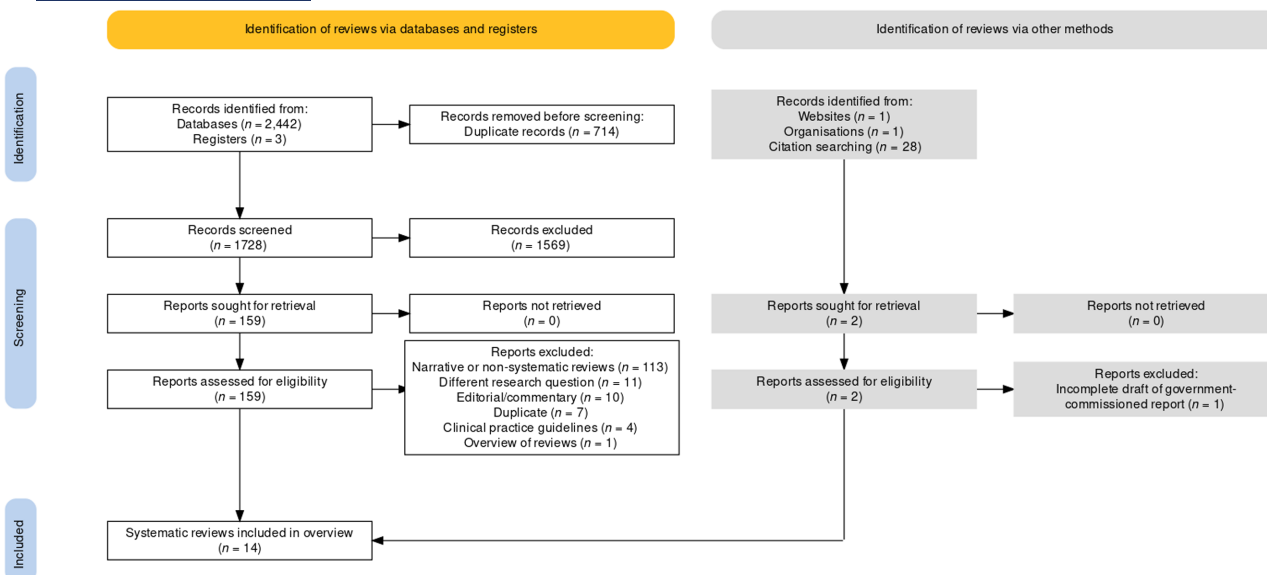 Identification of reviews via databases and registers
Identification of reviews via other methods
Identification
Records identified from:
Databases (n = 2,442)
Registers (n = 3)
Records removed before screening:
Duplicate records (n = 714)
Records identified from:
Websites (n = 1)
Organisations (n = 1)
Citation searching (n = 28)
Screening
Records screened
(n = 1728)
Records excluded
(n = 1569)
Reports sought for retrieval
(n = 159)
Reports not retrieved
(n = 0)
Reports sought for retrieval
(n = 2)
Reports not retrieved
(n = 0)
Reports assessed for eligibility
(n = 159)
Reports excluded:
Narrative or non-systematic reviews (n = 113)
Different research question (n = 11)
Editorial/commentary (n = 10)
Duplicate (n = 7)
Clinical practice guidelines (n = 4)
Overview of reviews (n = 1)
Reports assessed for eligibility
(n = 2)
Reports excluded:
Incomplete draft of government-
commissioned report (n = 1)
Included
Systematic reviews included in overview
(n = 14)